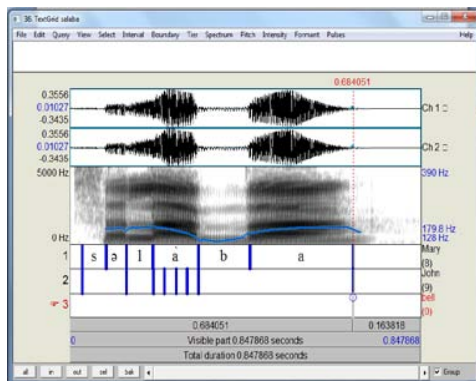 36. TextGrid salaba
File Edit Query View Select Interval Boundary Tier Spectrum Pitch Intensity Formant Pulses Help
0.684051
0.3556
0.01027
-0.3435
Ch 1
0.3556
0.01027
-0.3435
Ch 2
5000 Hz
390 Hz
179.8 Hz
0 Hz
128 Hz
1 s ə l a b a Mary
(8)
2 John
(9)
3 bell
(0)
0.684051 0.163818
0 Visible part 0.847868 seconds 0.847868
Total duration 0.847868 seconds
all in out sel bak Group